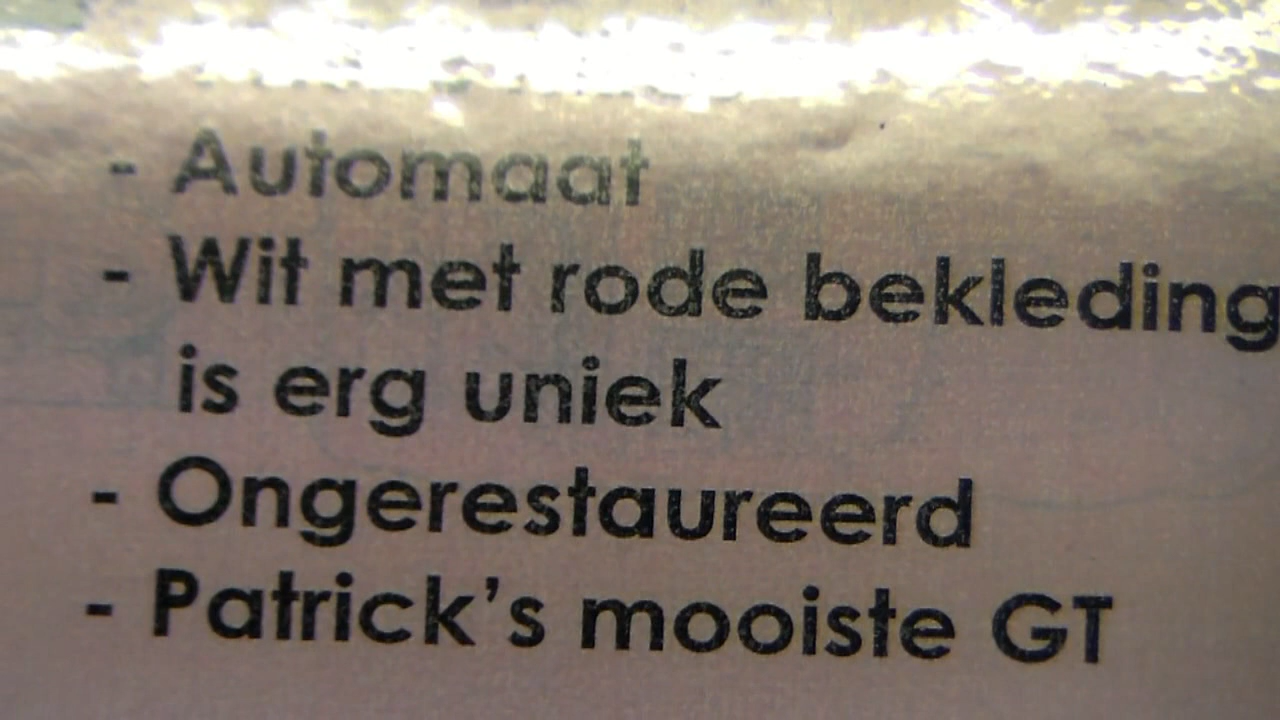 - Automaat
- Wit met rode bekleding
is erg uniek
- Ongerestaureerd
- Patrick's mooiste GT